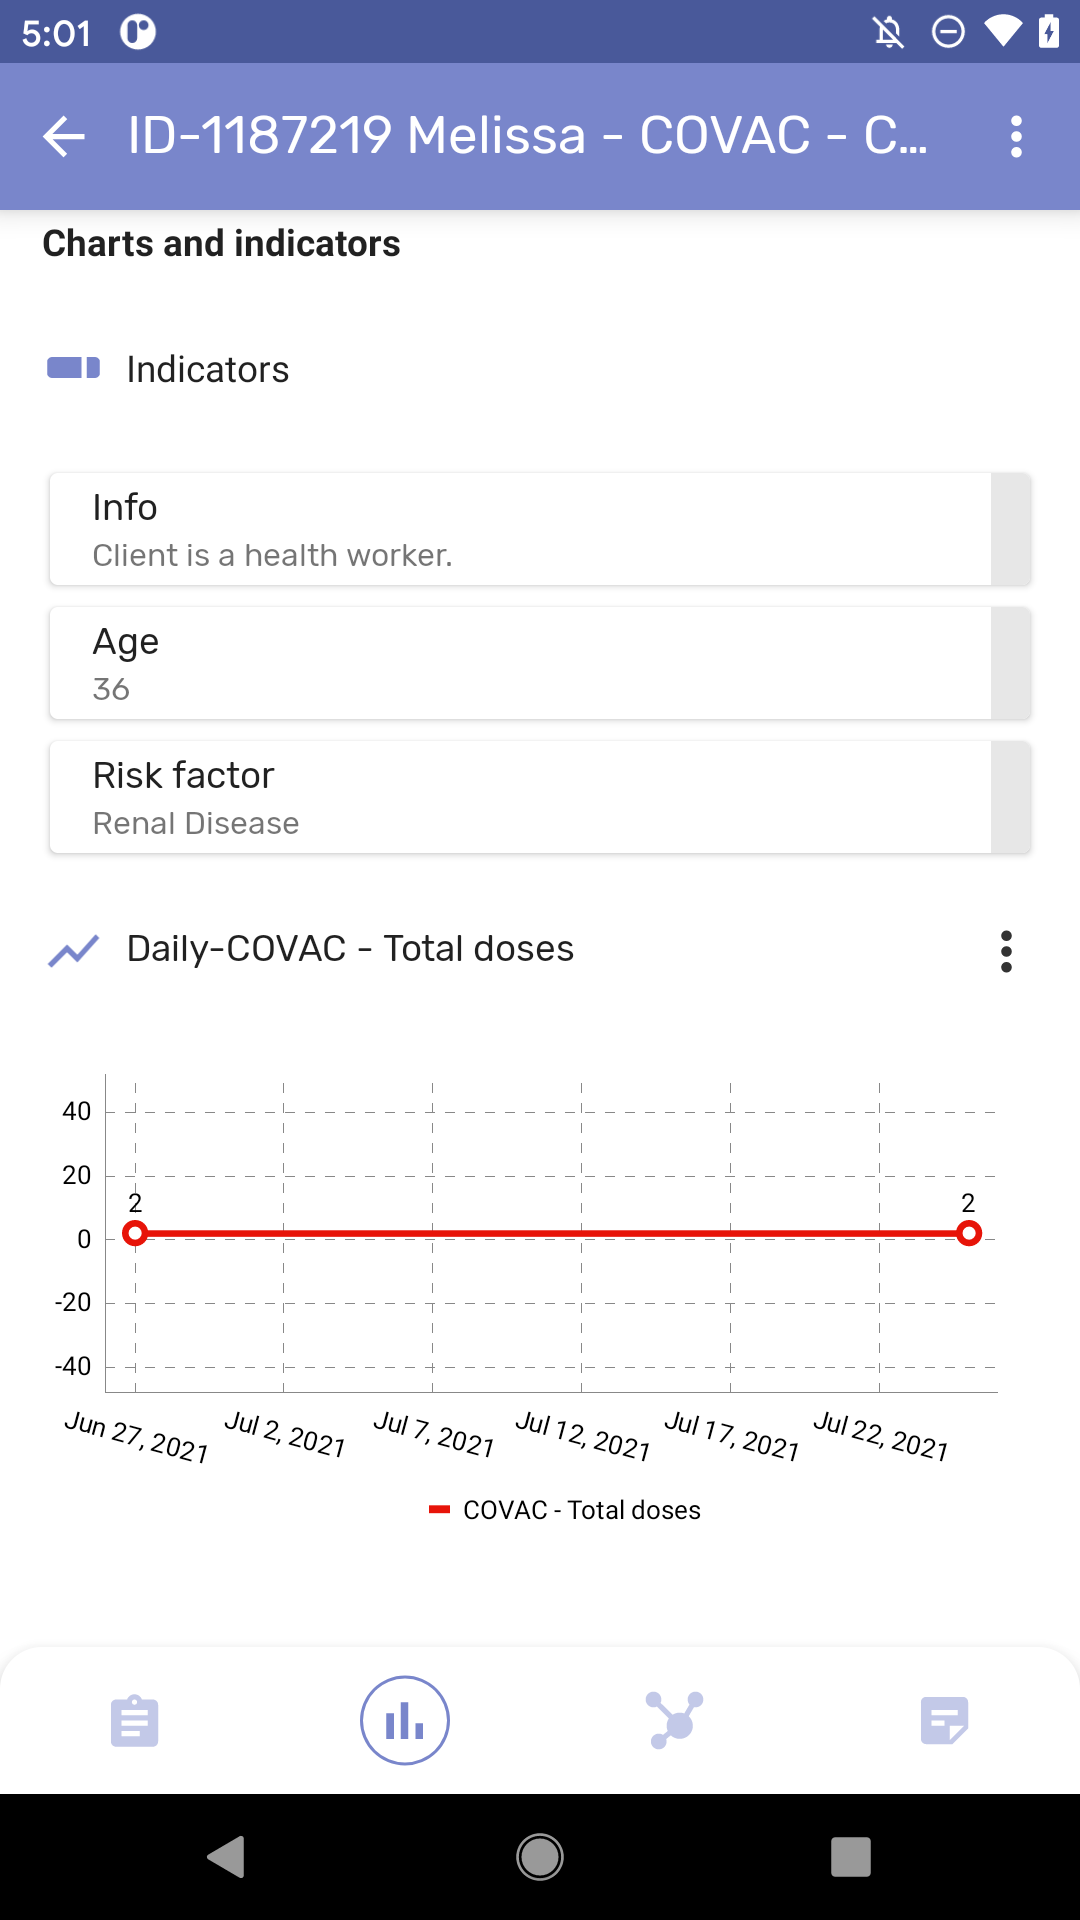 5:01
ID-1187219 Melissa - COVAC - C...
Charts and indicators
Indicators
Info
Client is a health worker.
Age
36
Risk factor
Renal Disease
Daily-COVAC - Total doses
40
20
2 2
0
-20
-40
Jun 27, 2021 Jul 2, 2021 Jul 7, 2021 Jul 12, 2021 Jul 17, 2021 Jul 22, 2021
COVAC - Total doses